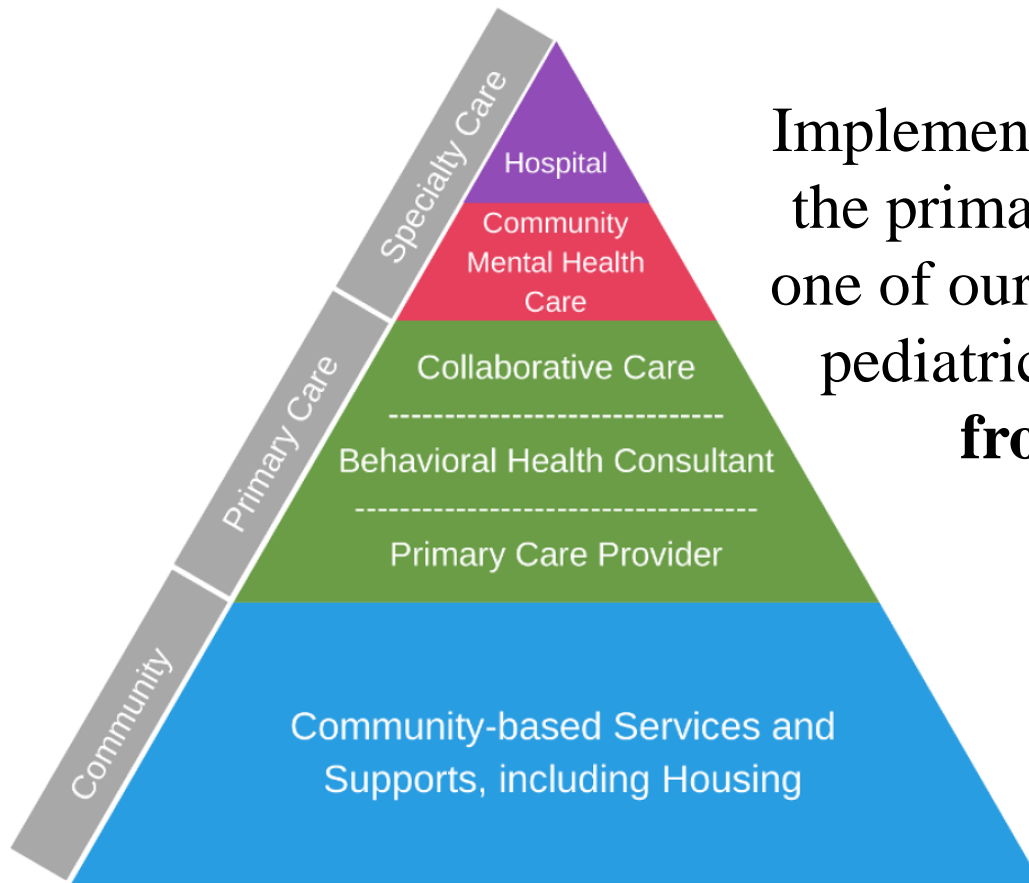 Specialty Care
Hospital
Community
Mental Health
Care
Primary Care
Collaborative Care
-----------------------------
Behavioral Health Consultant
-----------------------------------
Primary Care Provider
Community
Community-based Services and
Supports, including Housing
Implemen
the prima
one of our
pediatric
fro